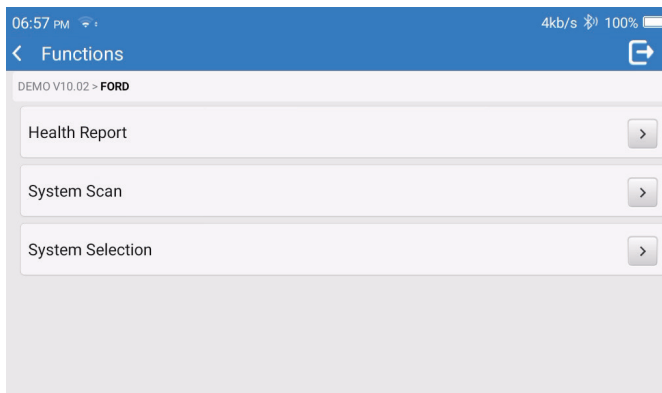 06:57 PM 4kb/s 100%
Functions
DEMO V10.02 > FORD
Health Report
System Scan
System Selection